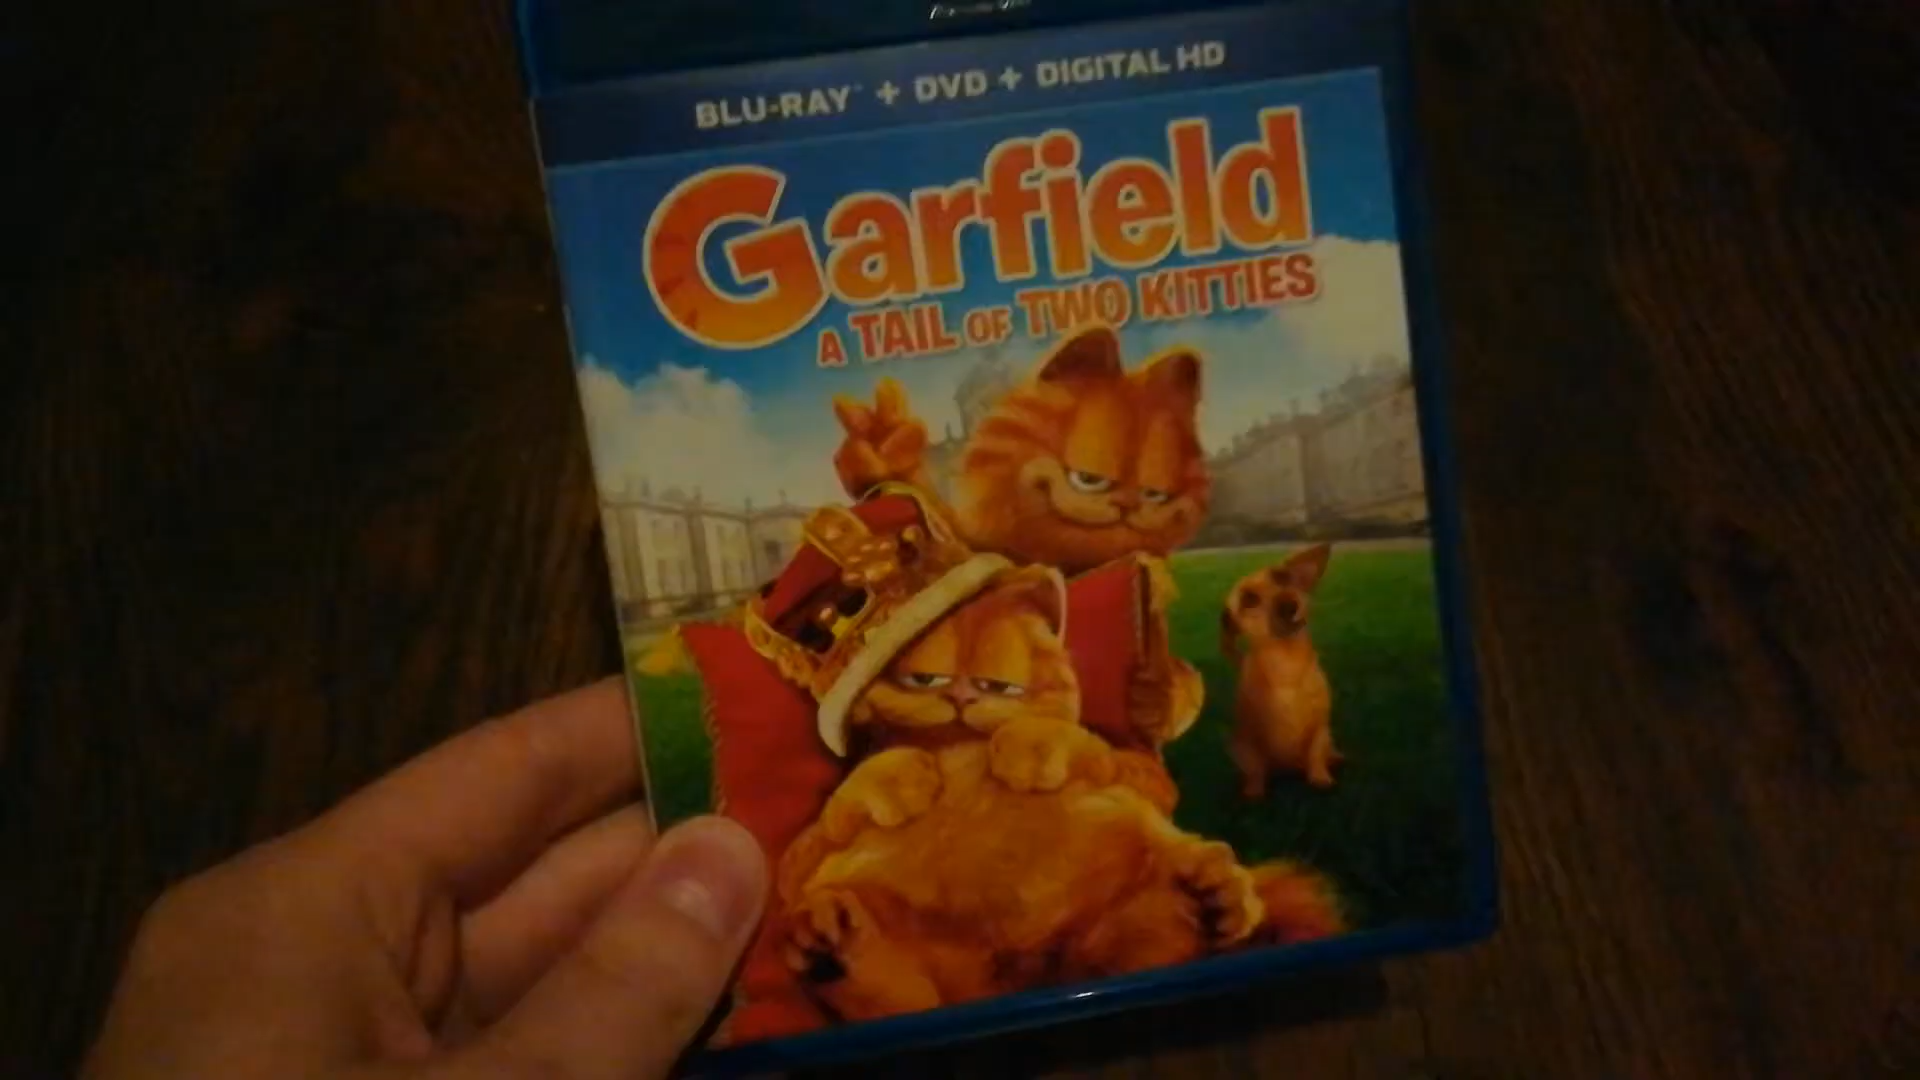 BLU-RAY + DVD + DIGITAL HD
Garfield
A TAIL OF TWO KITTIES